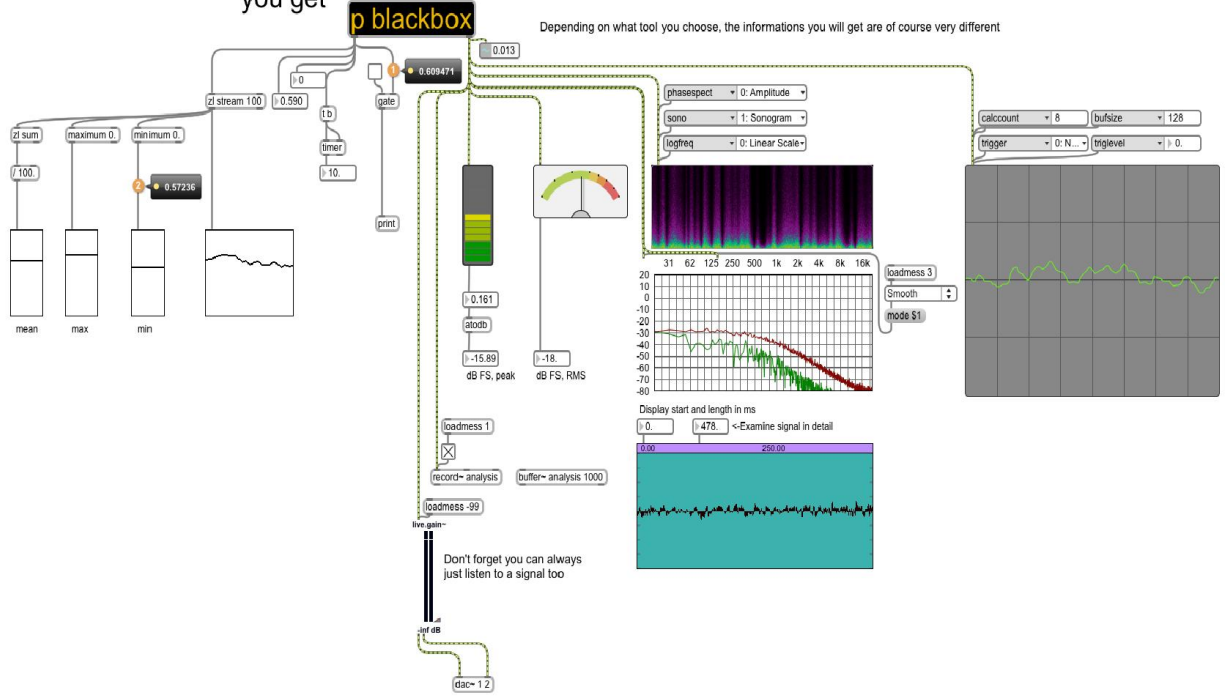 you get
p blackbox
Depending on what tool you choose, the informations you will get are of course very different
0.013
1
0.609471
0
zl stream 100
0.590
gate
t b
timer
10.
print
zl sum
maximum 0.
minimum 0.
/ 100.
2
0.57236
mean
max
min
0.161
atodb
-15.89
dB FS, peak
-18.
dB FS, RMS
phasespect
0: Amplitude
sono
1: Sonogram
logfreq
0: Linear Scale
31 62 125 250 500 1k 2k 4k 8k 16k
20
10
0
-10
-20
-30
-40
-50
-60
-70
-80
loadmess 3
Smooth
mode $1
calccount
8
bufsize
128
trigger
0: N...
triglevel
0.
Display start and length in ms
0.
478.
<-Examine signal in detail
0.00
250.00
loadmess 1
record~ analysis
buffer~ analysis 1000
loadmess -99
live.gain~
Don't forget you can always
just listen to a signal too
-inf dB
dac~ 1 2